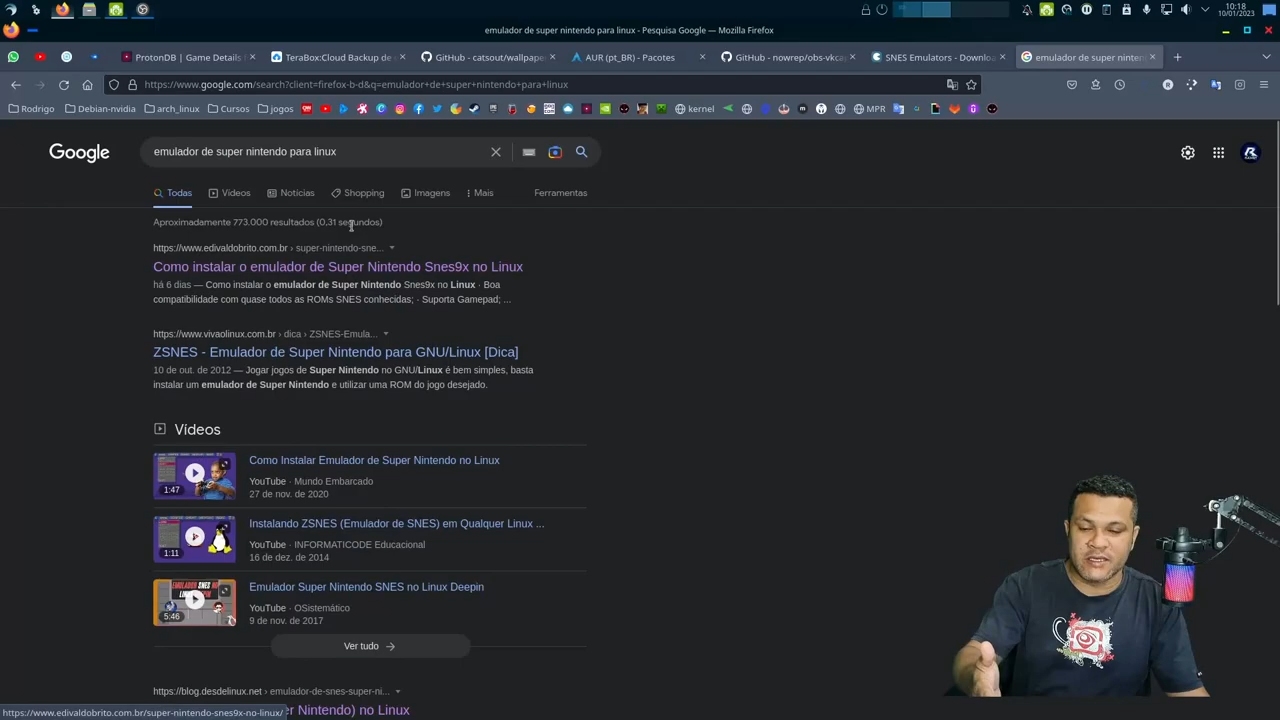 10:18
10/01/2023
emulador de super nintendo para linux - Pesquisa Google — Mozilla Firefox
ProtonDB | Game Details
TeraBox:Cloud Backup de
GitHub - catsout/wallpape
AUR (pt_BR) - Pacotes
GitHub - nowrep/obs-vkca
SNES Emulators - Downloa
emulador de super ninten
https://www.google.com/search?client=firefox-b-d&q=emulador+de+super+nintendo+para+linux
Rodrigo
Debian-nvidia
arch_linux
Cursos
jogos
kernel
MPR
Google
emulador de super nintendo para linux
Todas
Vídeos
Notícias
Shopping
Imagens
Mais
Ferramentas
Aproximadamente 773.000 resultados (0,31 segundos)
https://www.edivaldobrito.com.br › super-nintendo-sne...
Como instalar o emulador de Super Nintendo Snes9x no Linux
há 6 dias — Como instalar o emulador de Super Nintendo Snes9x no Linux · Boa
compatibilidade com quase todos as ROMs SNES conhecidas; · Suporta Gamepad; ...
https://www.vivaolinux.com.br › dica › ZSNES-Emula...
ZSNES - Emulador de Super Nintendo para GNU/Linux [Dica]
10 de out. de 2012 — Jogar jogos de Super Nintendo no GNU/Linux é bem simples, basta
instalar um emulador de Super Nintendo e utilizar uma ROM do jogo desejado.
Vídeos
Como Instalar Emulador de Super Nintendo no Linux
YouTube · Mundo Embarcado
1:47
27 de nov. de 2020
Instalando ZSNES (Emulador de SNES) em Qualquer Linux ...
YouTube · INFORMATICODE Educacional
1:11
16 de dez. de 2014
Emulador Super Nintendo SNES no Linux Deepin
YouTube · OSistemático
5:46
9 de nov. de 2017
Ver tudo
https://blog.desdelinux.net › emulador-de-snes-super-ni...
er Nintendo) no Linux
https://www.edivaldobrito.com.br/super-nintendo-snes9x-no-linux/